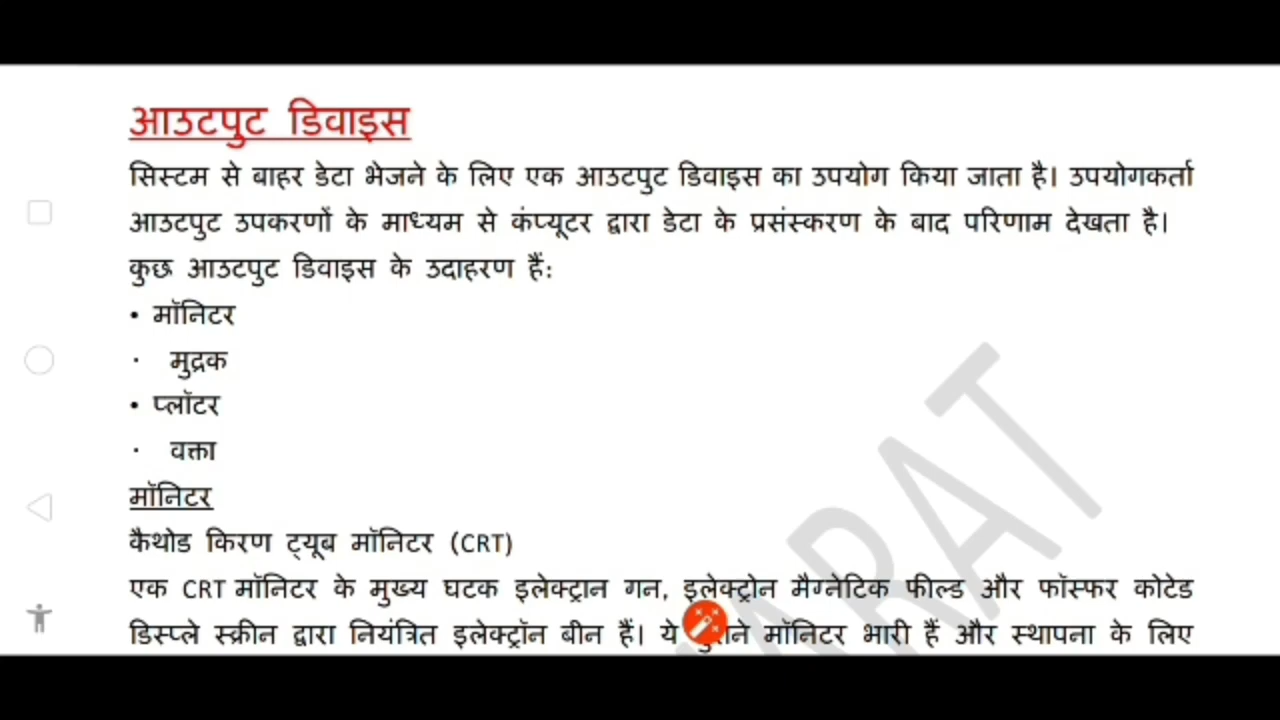 आउटपुट डिवाइस
सिस्टम से बाहर डेटा भेजने के लिए एक आउटपुट डिवाइस का उपयोग किया जाता है। उपयोगकर्ता
आउटपुट उपकरणों के माध्यम से कंप्यूटर द्वारा डेटा के प्रसंस्करण के बाद परिणाम देखता है।
कुछ आउटपुट डिवाइस के उदाहरण हैं:
• मॉनिटर
· मुद्रक
• प्लॉटर
· वक्ता
मॉनिटर
कैथोड किरण ट्यूब मॉनिटर (CRT)
एक CRT मॉनिटर के मुख्य घटक इलेक्ट्रान गन, इलेक्ट्रोन मैग्नेटिक फील्ड और फॉस्फर कोटेड
डिस्प्ले स्क्रीन द्वारा नियंत्रित इलेक्ट्रॉन बीन हैं। ये मॉनिटर भारी हैं और स्थापना के लिए
ARAT